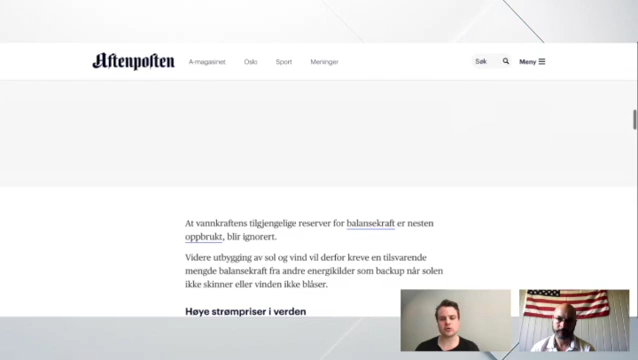 Aftenposten A-magasinet Oslo Sport Meninger Søk Meny
At vannkraftens tilgjengelige reserver for balansekraft er nesten
oppbrukt, blir ignorert.
Videre utbygging av sol og vind vil derfor kreve en tilsvarende
mengde balansekraft fra andre energikilder som backup når solen
ikke skinner eller vinden ikke blåser.
Høye strømpriser i verden